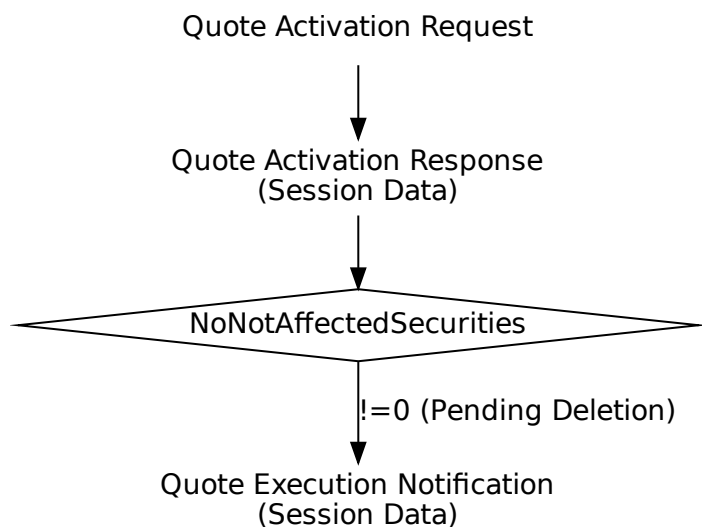 Quote Activation Request
Quote Activation Response
(Session Data)
NoNotAffectedSecurities
!=0 (Pending Deletion)
Quote Execution Notification
(Session Data)